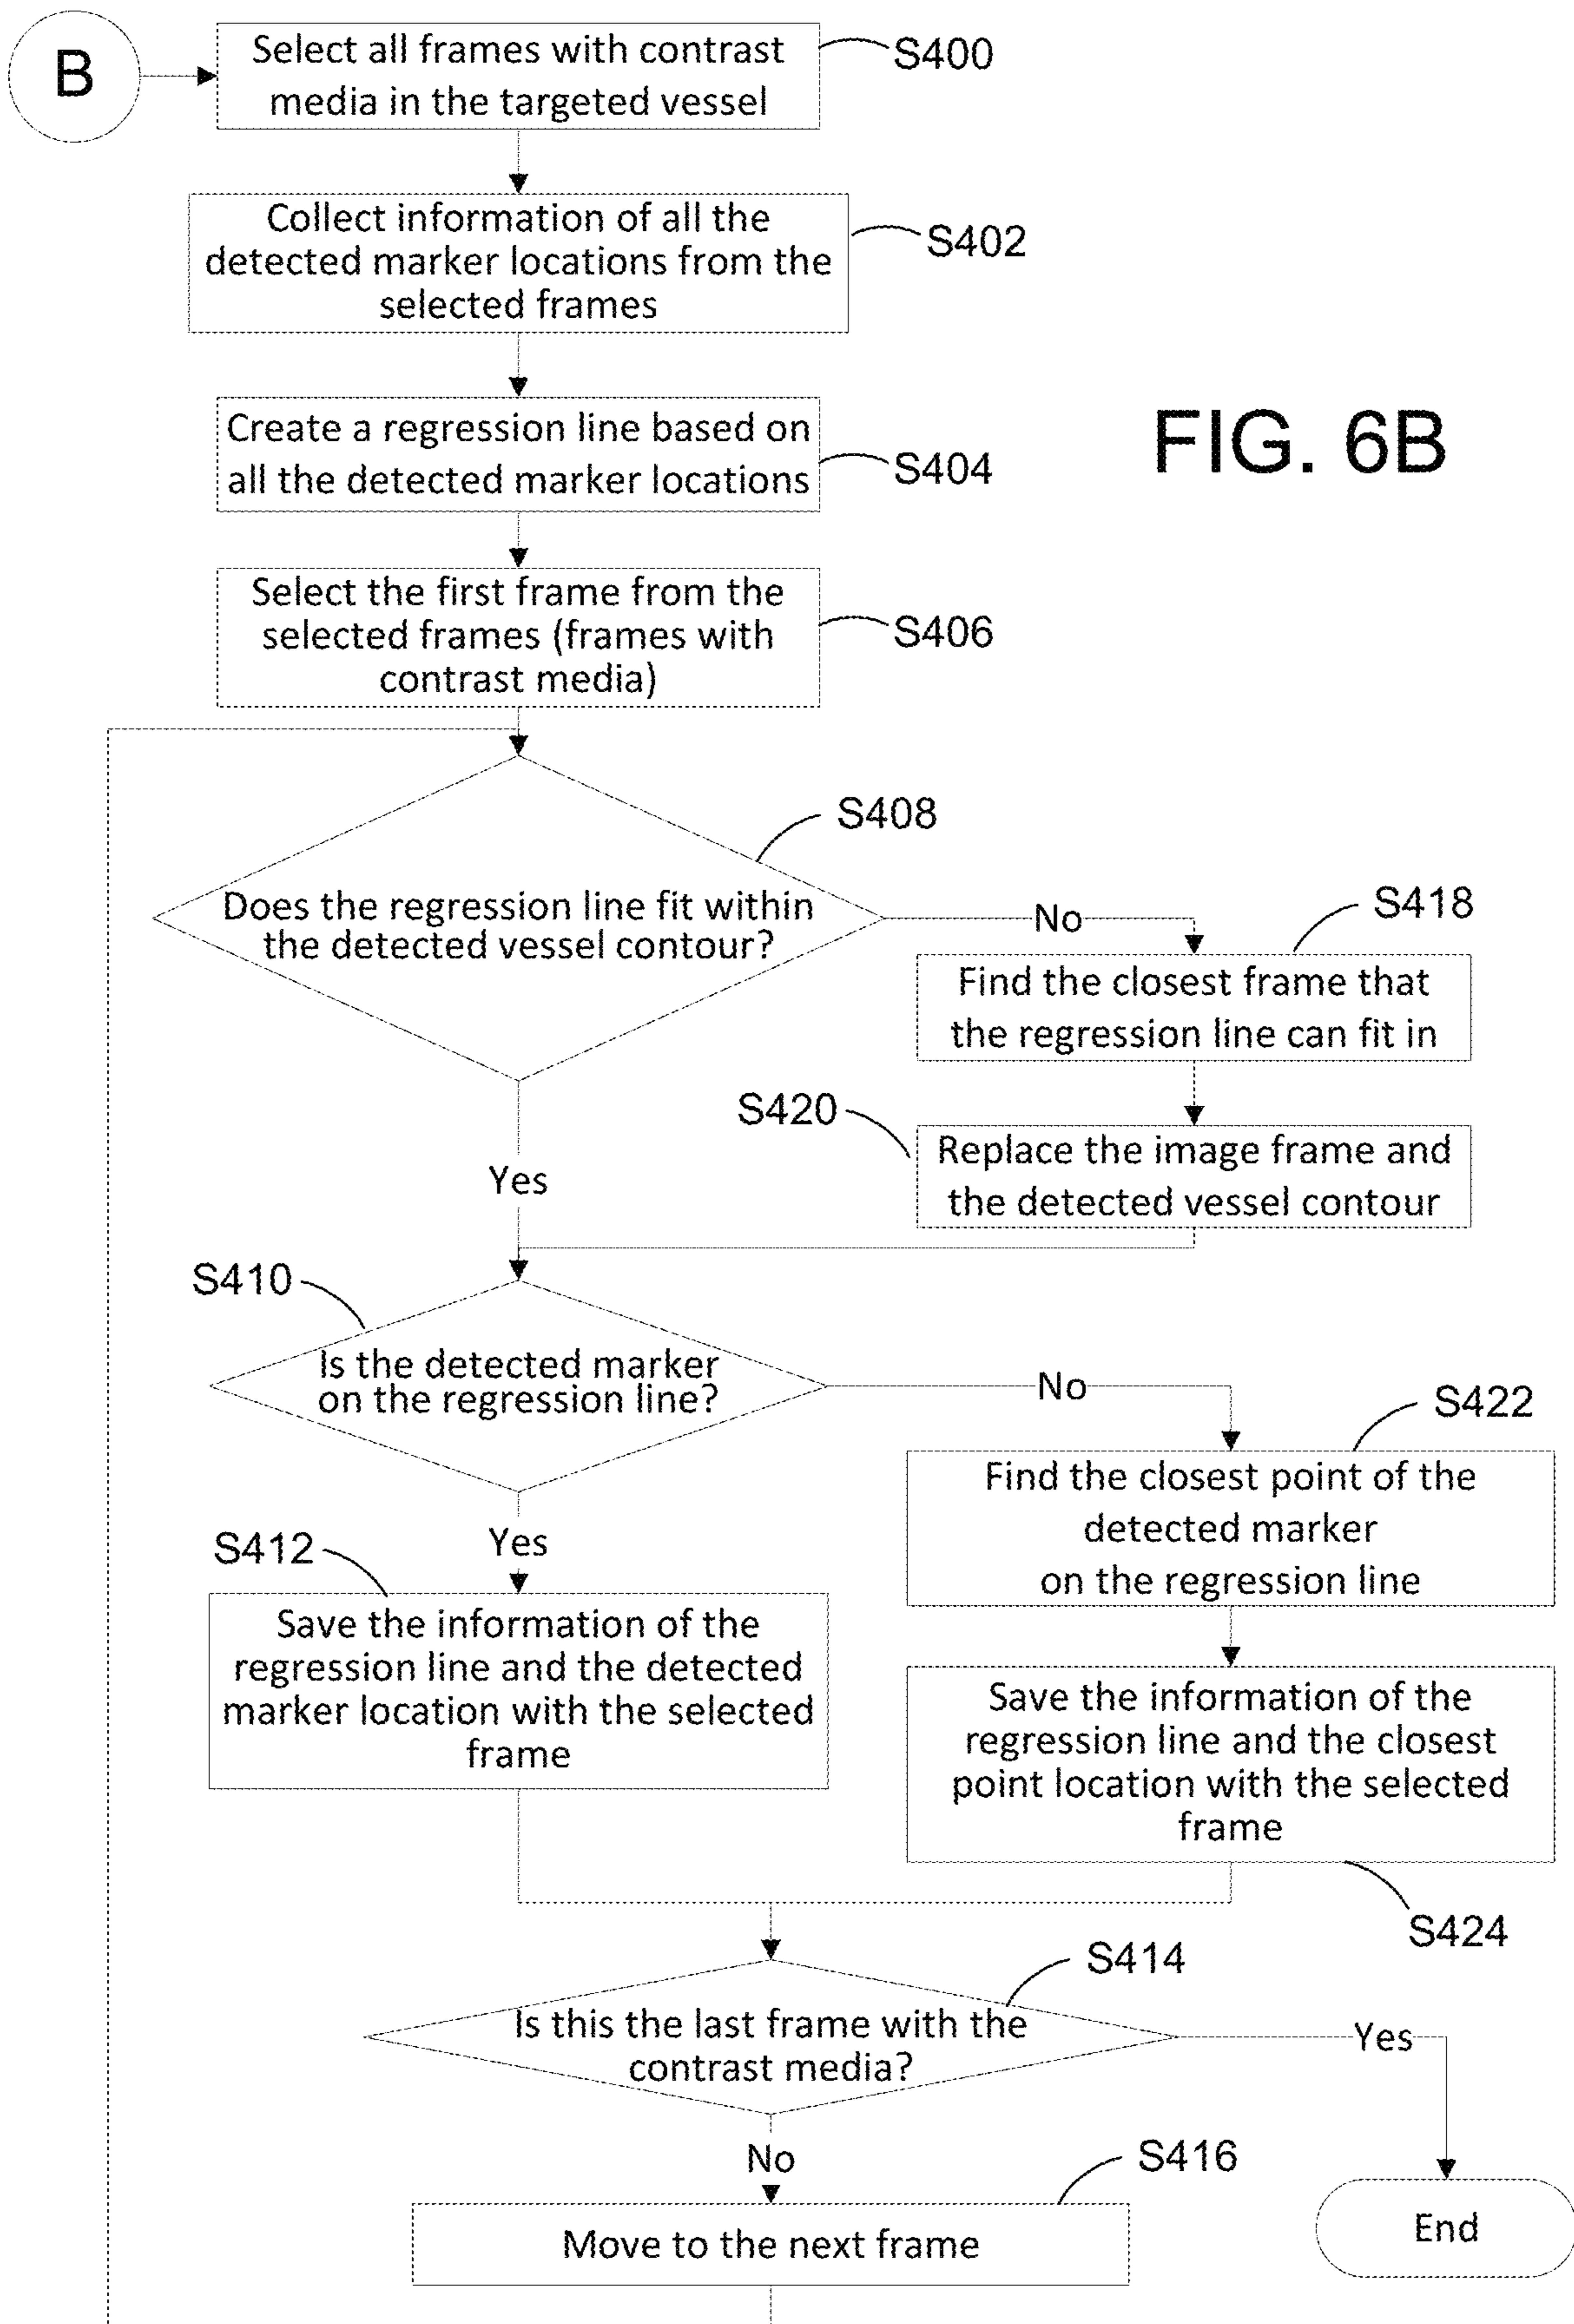 B
Select all frames with contrast
media in the targeted vessel
S400
Collect information of all the
detected marker locations from the
selected frames
S402
Create a regression line based on
all the detected marker locations
S404
FIG. 6B
Select the first frame from the
selected frames (frames with
contrast media)
S406
S408
Does the regression line fit within
the detected vessel contour?
No
S418
Find the closest frame that
the regression line can fit in
S420
Replace the image frame and
the detected vessel contour
Yes
S410
Is the detected marker
on the regression line?
No
S422
Find the closest point of the
detected marker
on the regression line
Yes
S412
Save the information of the
regression line and the detected
marker location with the selected
frame
Save the information of the
regression line and the closest
point location with the selected
frame
S424
S414
Is this the last frame with the
contrast media?
Yes
No
S416
Move to the next frame
End